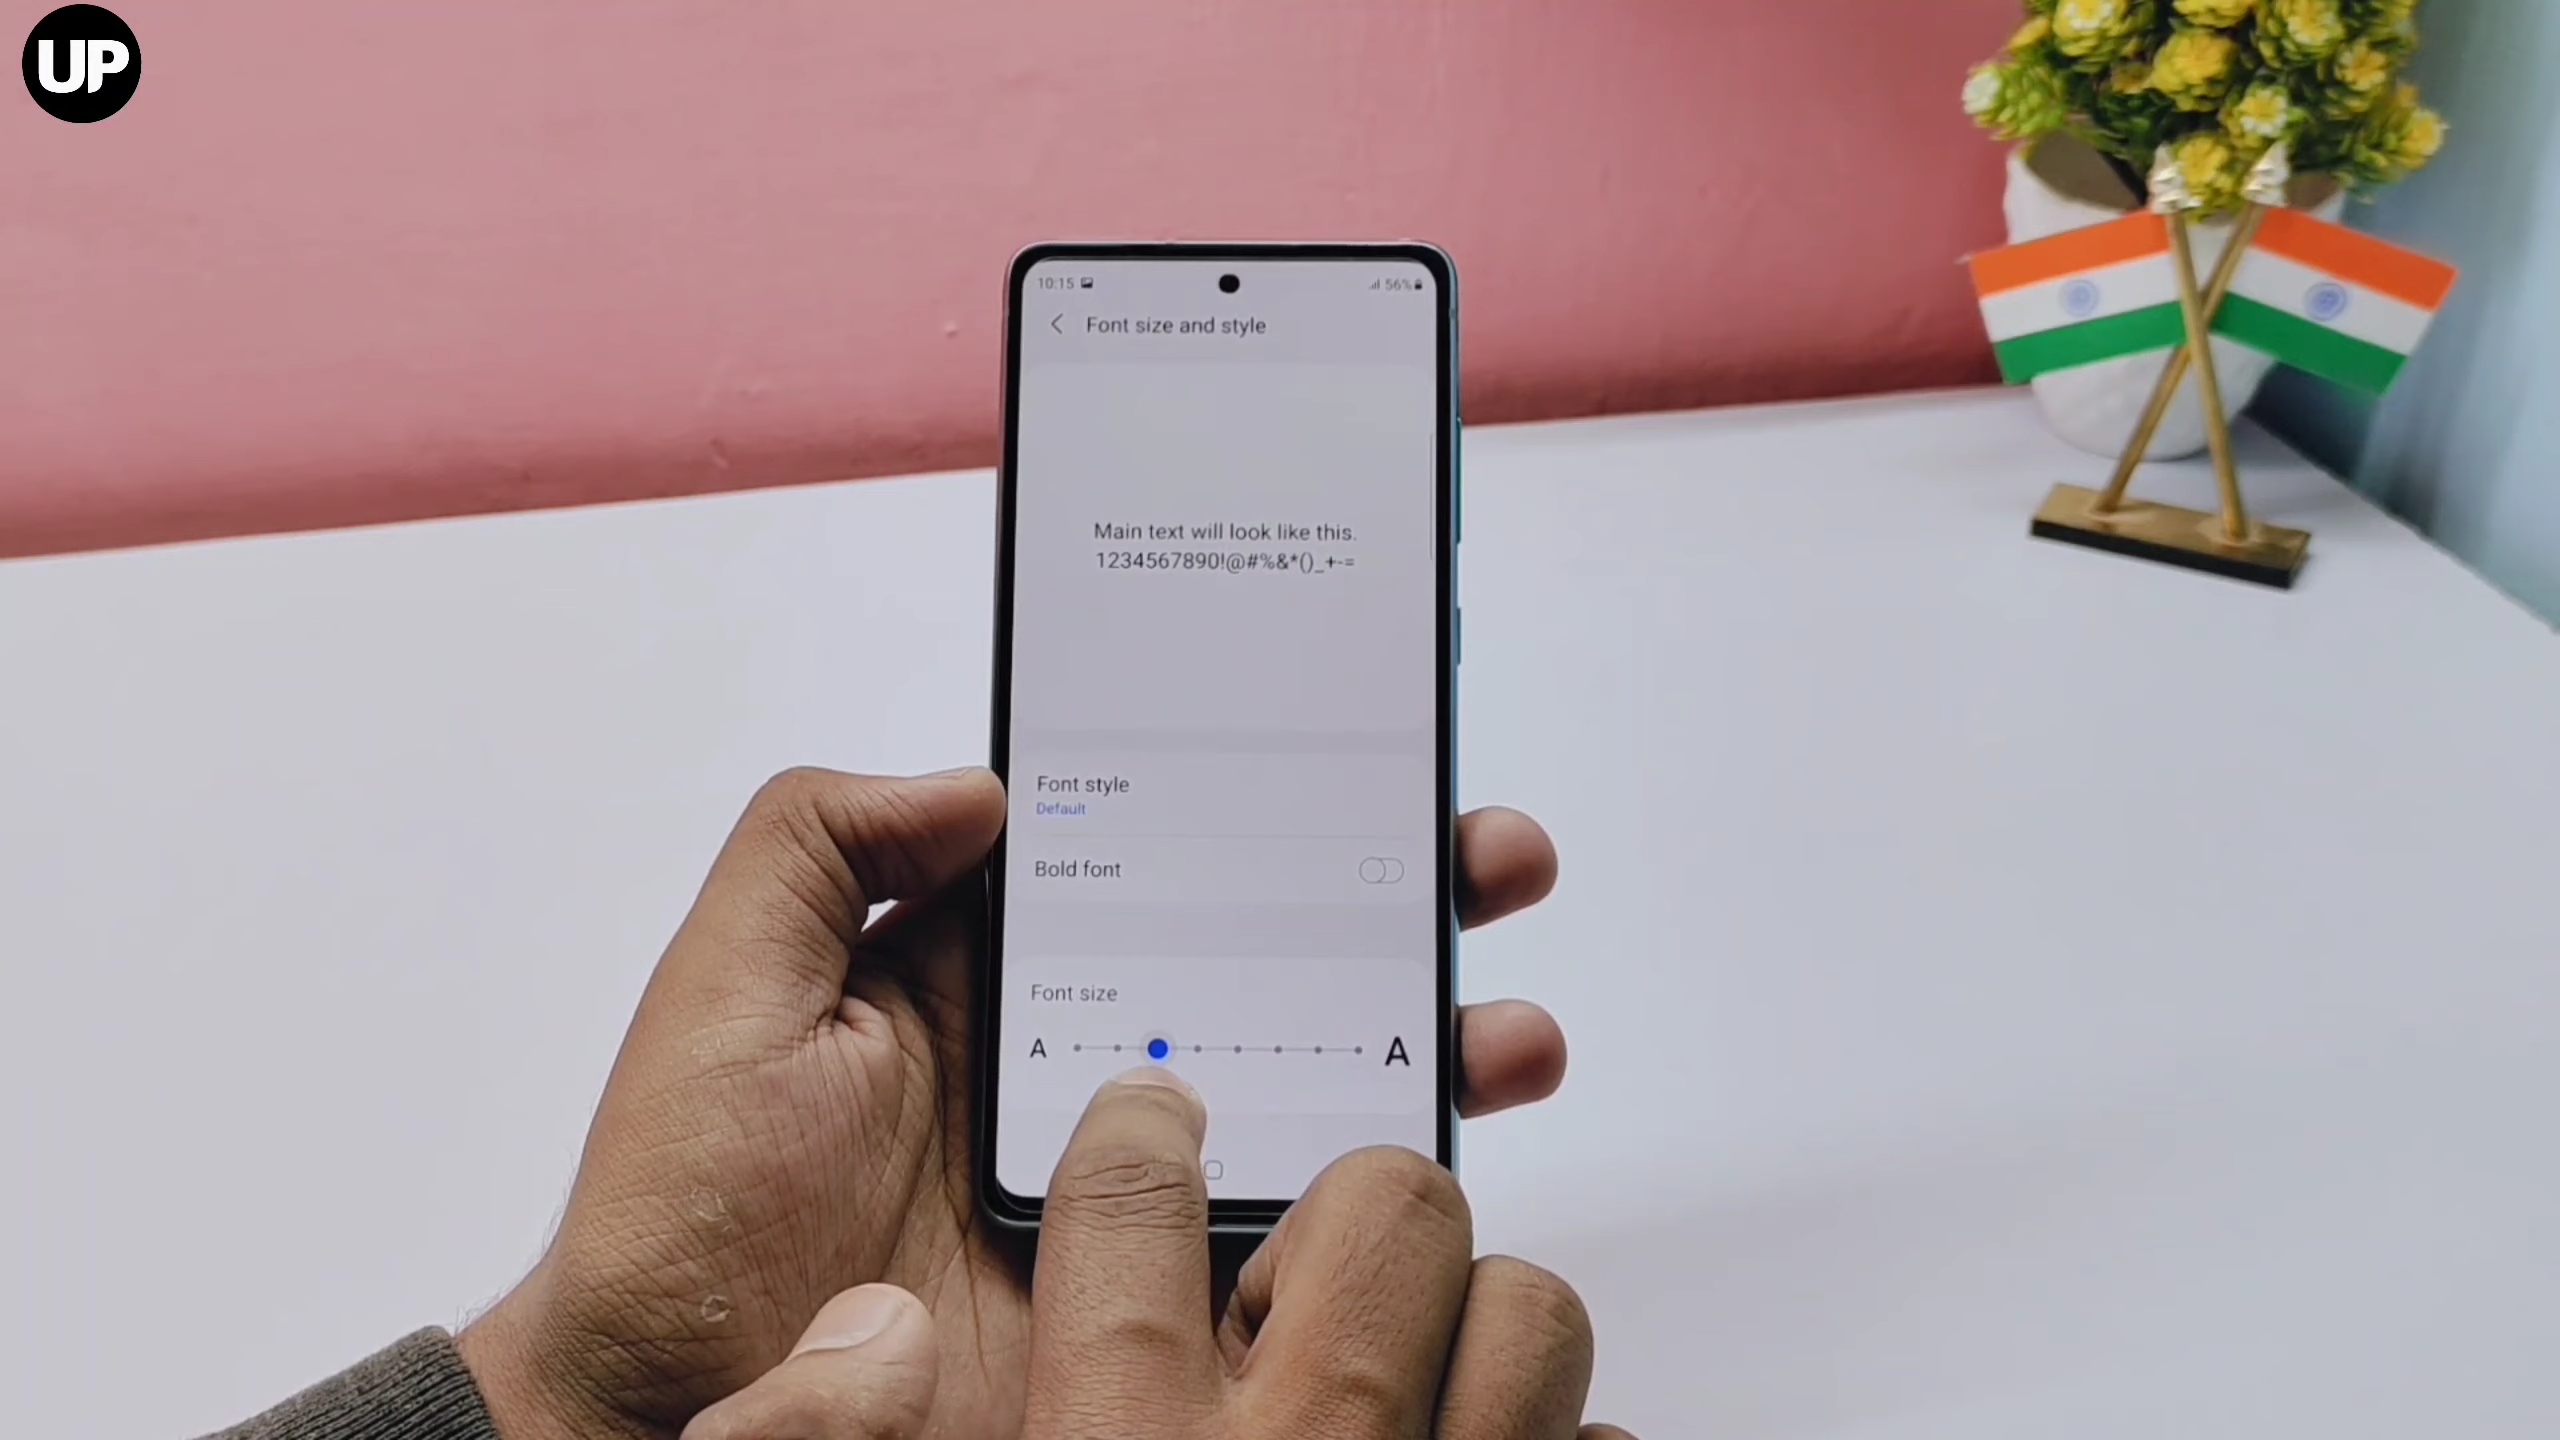 UP
10:15
56%
Font size and style
Main text will look like this.
1234567890!@#%&*()_+-=
Font style
Default
Bold font
Font size
A A